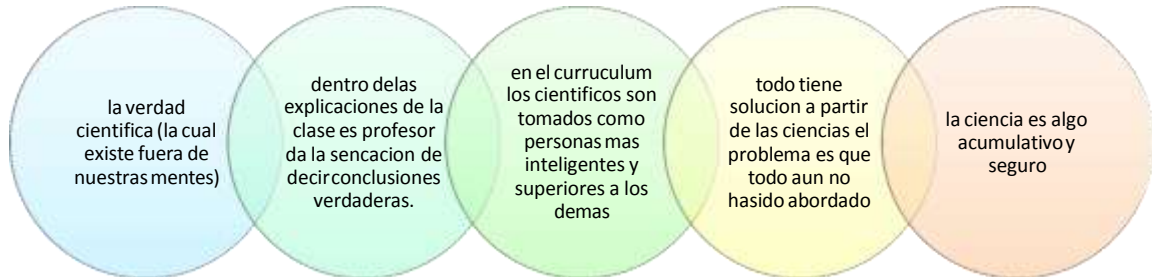 la verdad
cientifica (la cual
existe fuera de
nuestras mentes)
dentro delas
explicaciones de la
clase es profesor
da la sencacion de
decir conclusiones
verdaderas.
en el curruculum
los cientificos son
tomados como
personas mas
inteligentes y
superiores a los
demas
todo tiene
solucion a partir
de las ciencias el
problema es que
todo aun no
hasido abordado
la ciencia es algo
acumulativo y
seguro